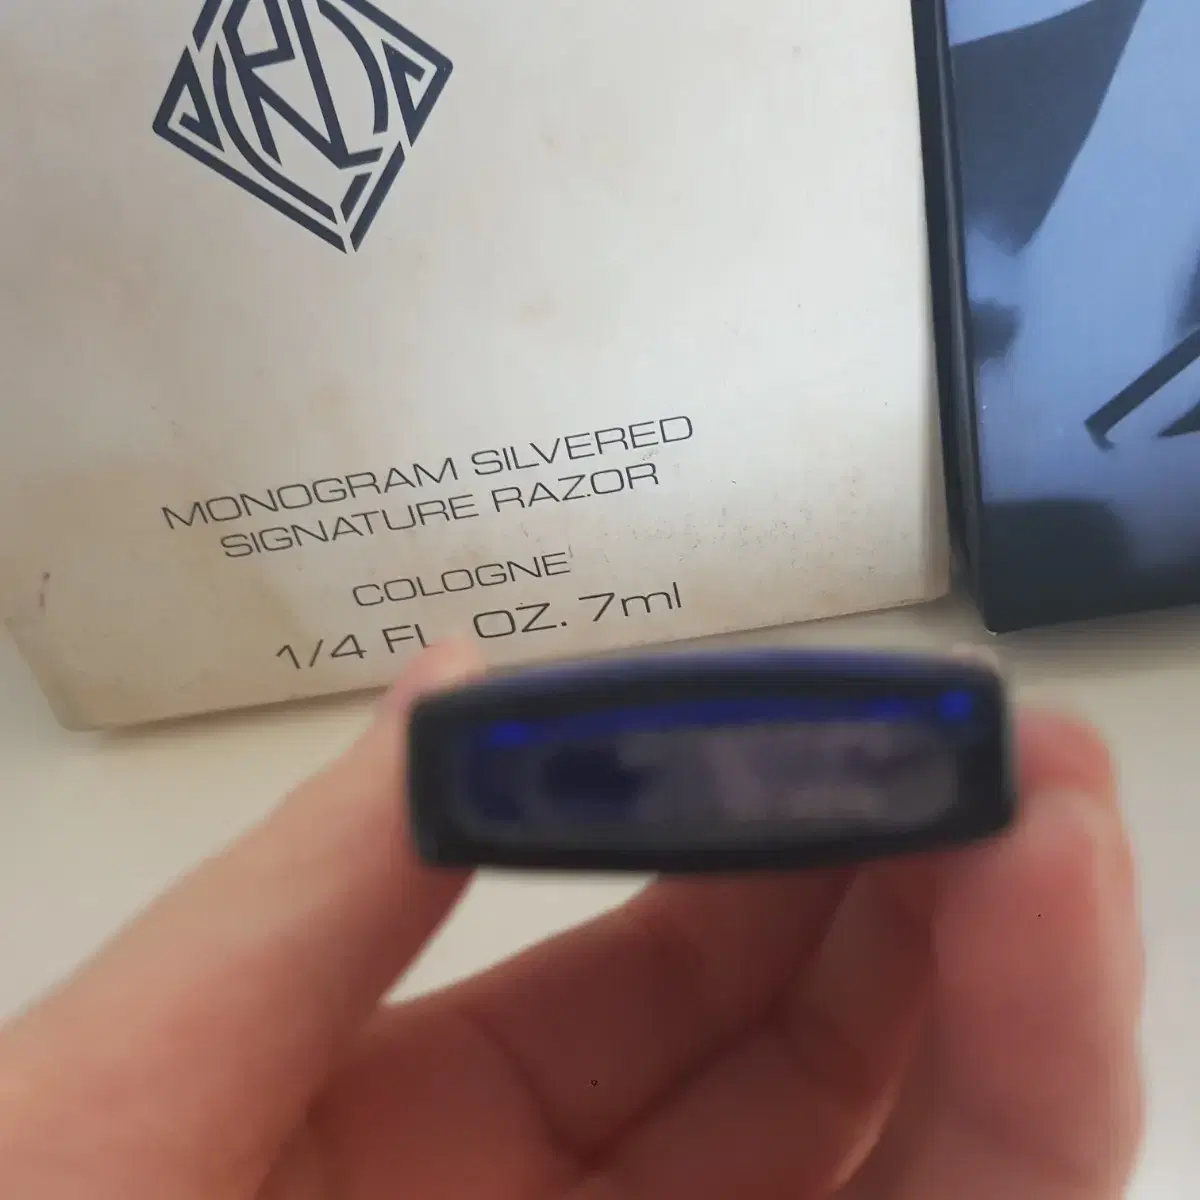 MONOGRAM SILVERED
SIGNATURE RAZOR
COLOGNE
1/4 FL OZ. 7ml